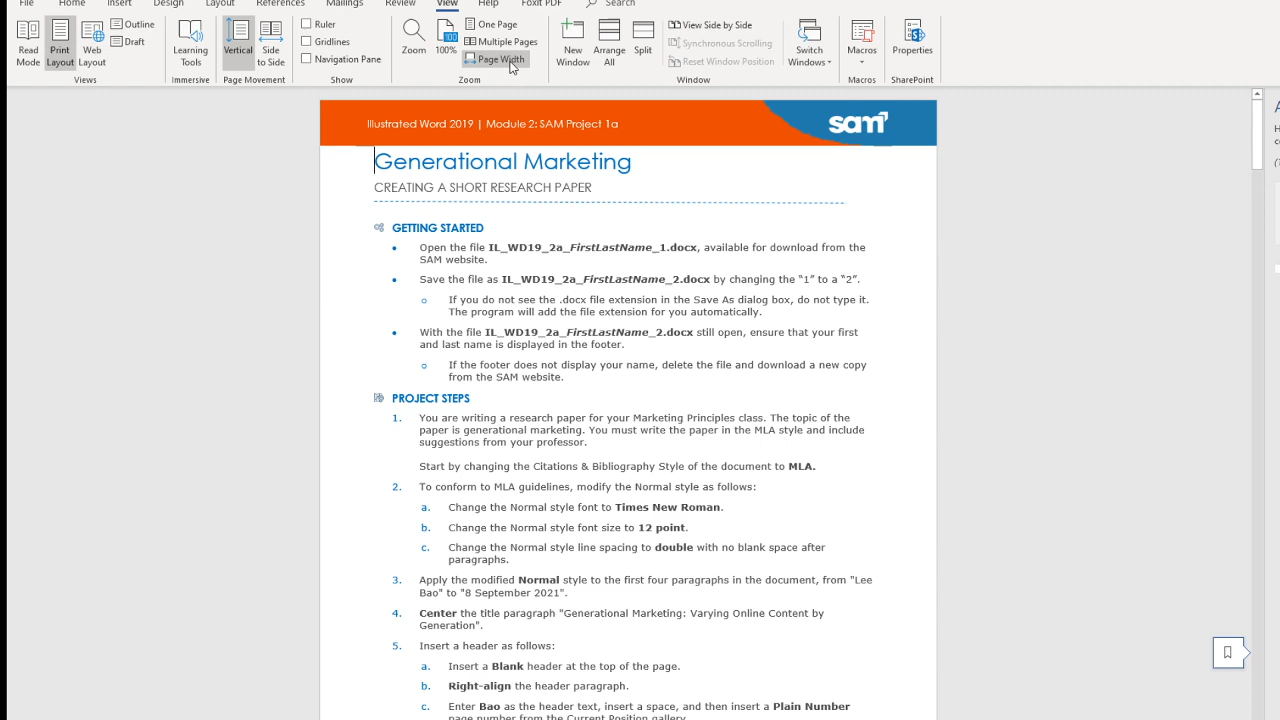 File Home Insert Design Layout References Mailings Review View Help Foxit PDF Search
Read Mode
Print Layout
Web Layout
Outline
Draft
Views
Learning Tools
Immersive
Vertical
Side to Side
Page Movement
Ruler
Gridlines
Navigation Pane
Show
Zoom
100%
One Page
Multiple Pages
Page Width
Zoom
New Window
Arrange All
Split
View Side by Side
Synchronous Scrolling
Reset Window Position
Window
Switch Windows
Macros
Macros
Properties
SharePoint
Illustrated Word 2019 | Module 2: SAM Project 1a
sam
Generational Marketing
CREATING A SHORT RESEARCH PAPER
GETTING STARTED
• Open the file IL_WD19_2a_FirstLastName_1.docx, available for download from the
SAM website.
• Save the file as IL_WD19_2a_FirstLastName_2.docx by changing the “1” to a “2”.
o If you do not see the .docx file extension in the Save As dialog box, do not type it.
The program will add the file extension for you automatically.
• With the file IL_WD19_2a_FirstLastName_2.docx still open, ensure that your first
and last name is displayed in the footer.
o If the footer does not display your name, delete the file and download a new copy
from the SAM website.
PROJECT STEPS
1. You are writing a research paper for your Marketing Principles class. The topic of the
paper is generational marketing. You must write the paper in the MLA style and include
suggestions from your professor.
Start by changing the Citations & Bibliography Style of the document to MLA.
2. To conform to MLA guidelines, modify the Normal style as follows:
a. Change the Normal style font to Times New Roman.
b. Change the Normal style font size to 12 point.
c. Change the Normal style line spacing to double with no blank space after
paragraphs.
3. Apply the modified Normal style to the first four paragraphs in the document, from "Lee
Bao" to "8 September 2021".
4. Center the title paragraph "Generational Marketing: Varying Online Content by
Generation".
5. Insert a header as follows:
a. Insert a Blank header at the top of the page.
b. Right-align the header paragraph.
c. Enter Bao as the header text, insert a space, and then insert a Plain Number
page number from the Current Position gallery.